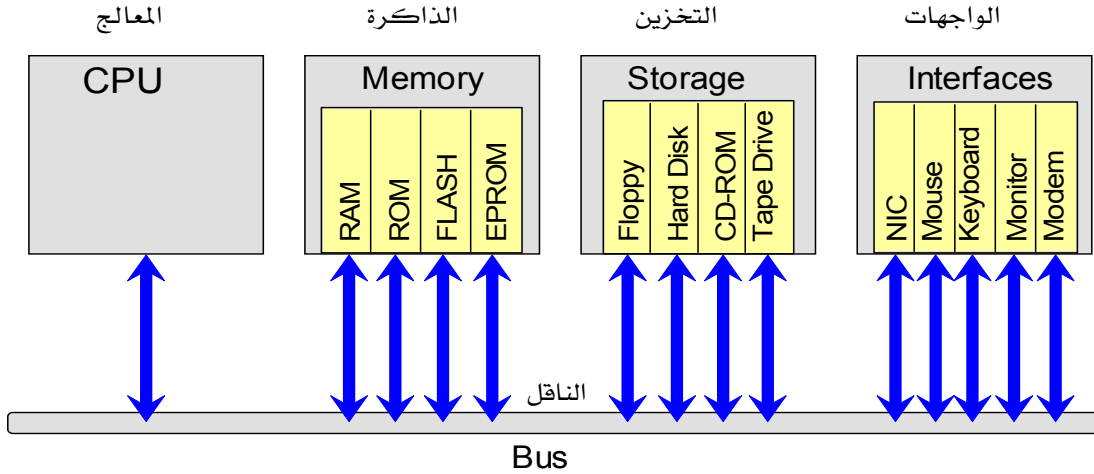 المعالج
الذاكرة
التخزين
الواجهات
CPU
Memory
Storage
Interfaces
RAM
ROM
FLASH
EPROM
Floppy
Hard Disk
CD-ROM
Tape Drive
NIC
Mouse
Keyboard
Monitor
Modem
الناقل
Bus